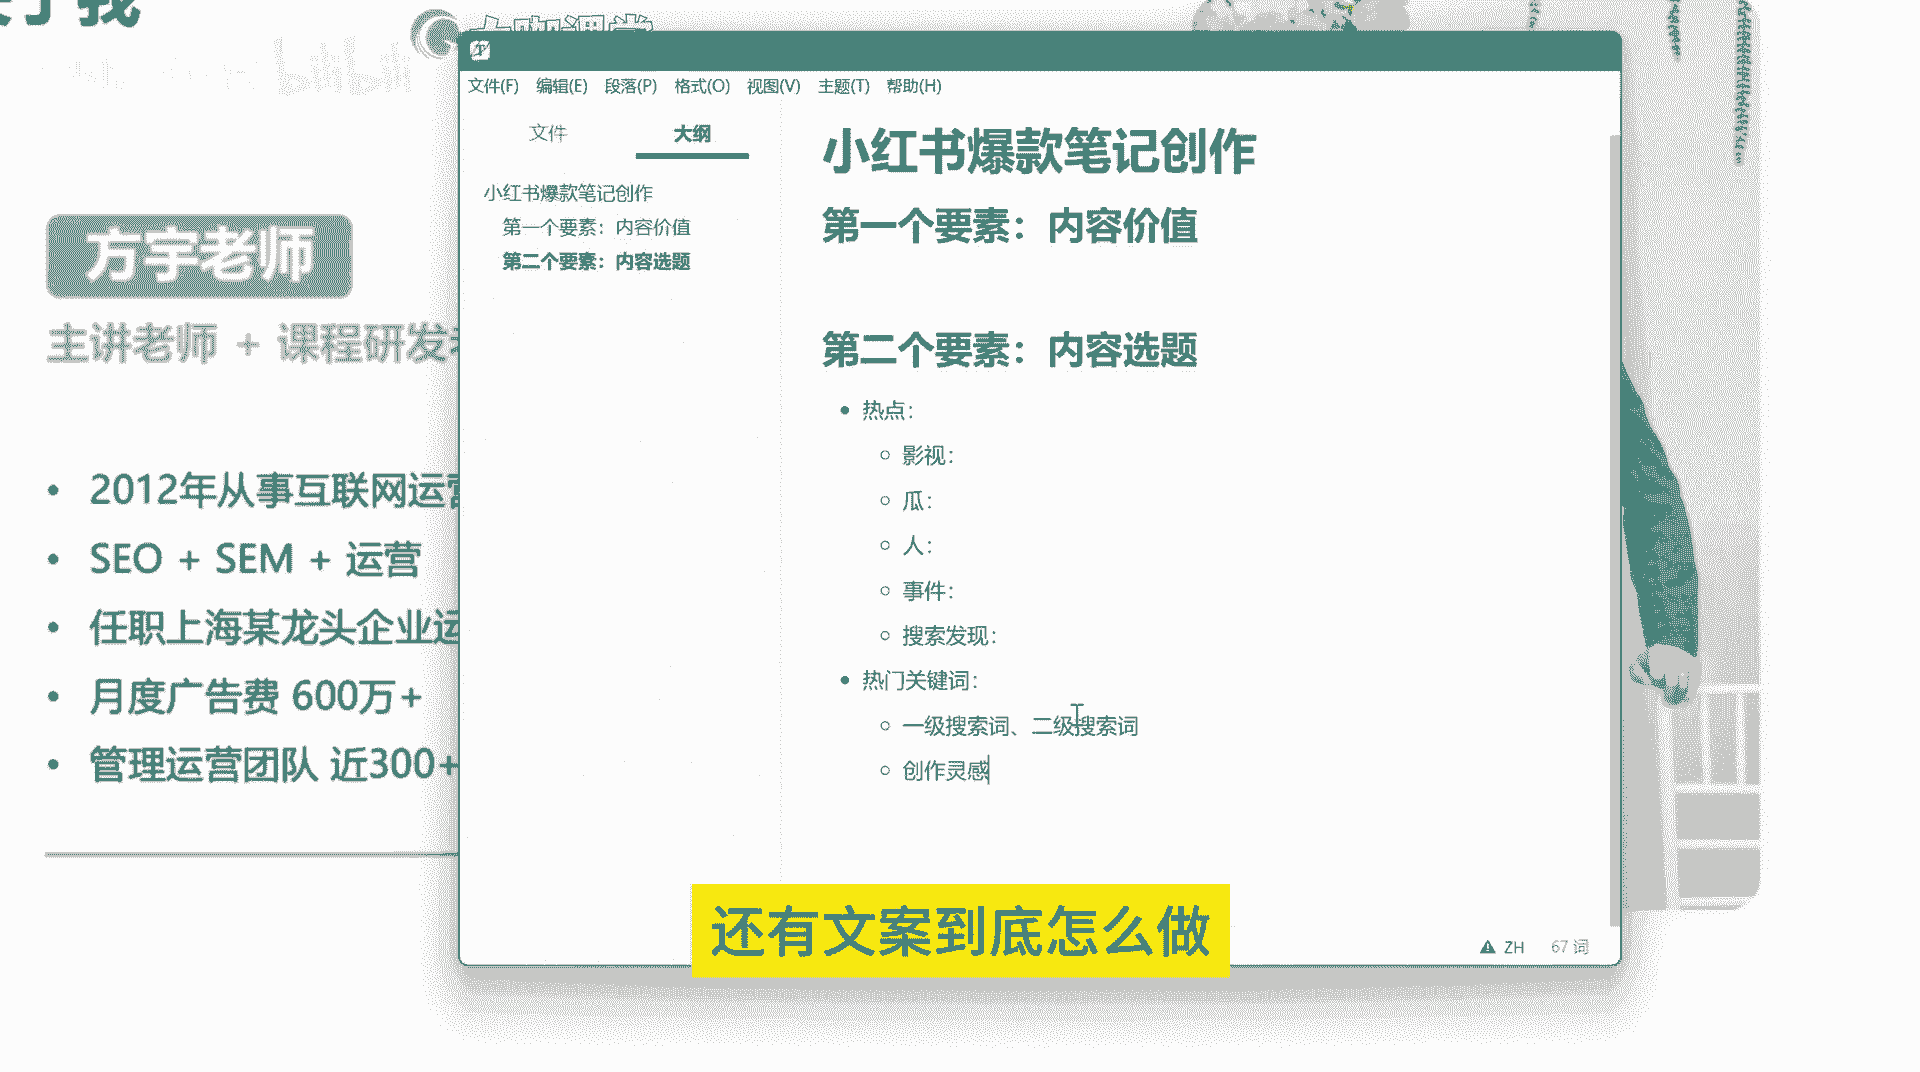 bilibili
方宇老师
主讲老师 + 课程研发
2012年从事互联网运营
SEO + SEM + 运营
任职上海某龙头企业运
月度广告费 600万+
管理运营团队 近300+
文件(F) 编辑(E) 段落(P) 格式(O) 视图(V) 主题(T) 帮助(H)
文件 大纲
小红书爆款笔记创作
第一个要素：内容价值
第二个要素：内容选题
小红书爆款笔记创作
第一个要素：内容价值
第二个要素：内容选题
热点：
影视：
瓜：
人：
事件：
搜索发现：
热门关键词：
一级搜索词、二级搜索词
创作灵感
ZH 67 词
还有文案到底怎么做